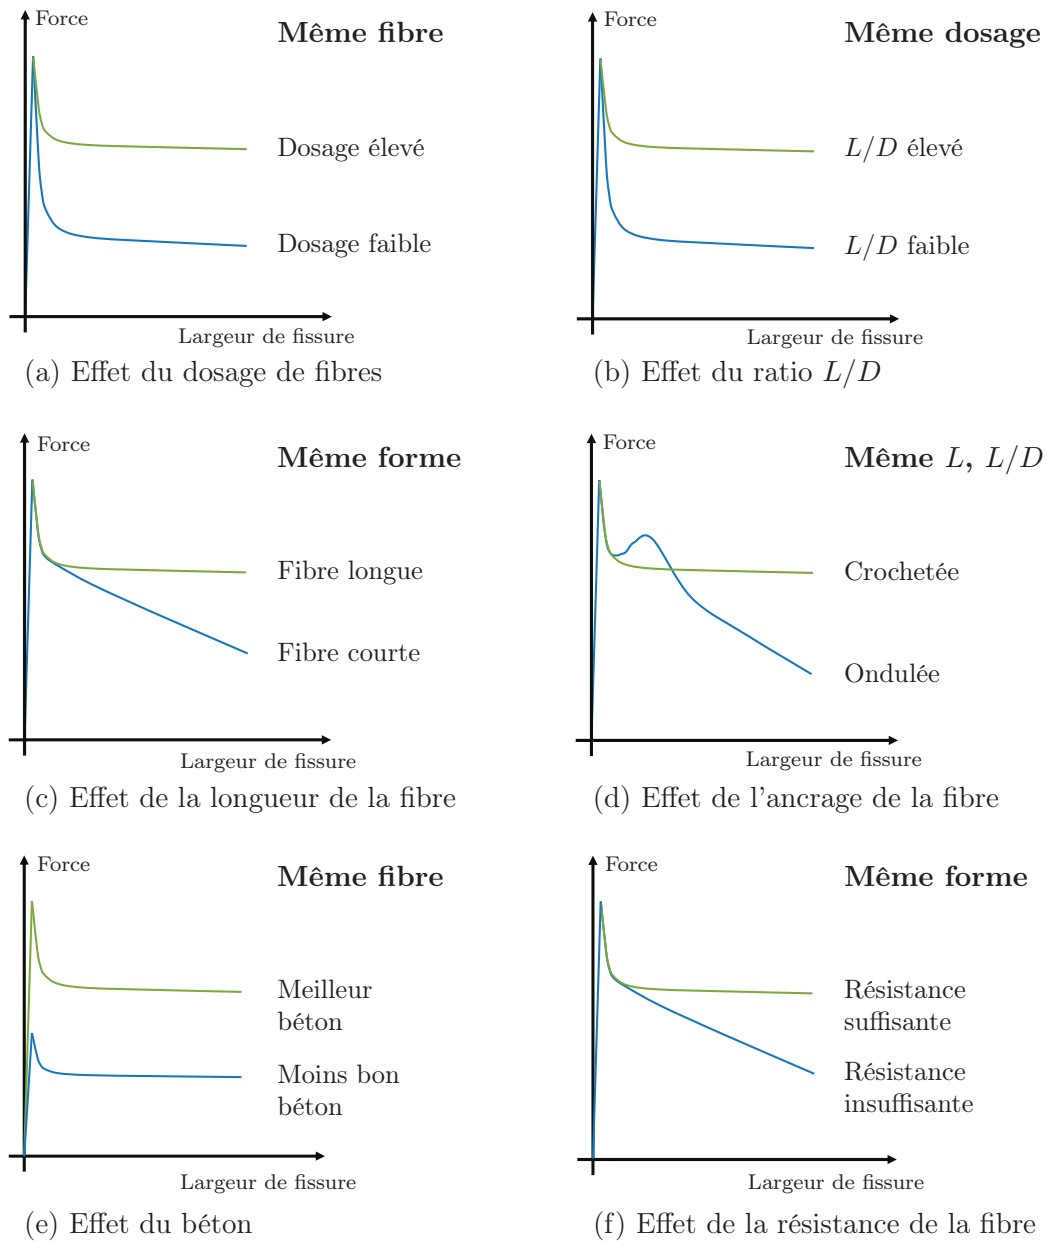 Force
Même fibre
Dosage élevé
Dosage faible
Largeur de fissure
(a) Effet du dosage de fibres
Force
Même dosage
L/D élevé
L/D faible
Largeur de fissure
(b) Effet du ratio L/D
Force
Même forme
Fibre longue
Fibre courte
Largeur de fissure
(c) Effet de la longueur de la fibre
Force
Même L, L/D
Crochetée
Ondulée
Largeur de fissure
(d) Effet de l'ancrage de la fibre
Force
Même fibre
Meilleur
béton
Moins bon
béton
Largeur de fissure
(e) Effet du béton
Force
Même forme
Résistance
suffisante
Résistance
insuffisante
Largeur de fissure
(f) Effet de la résistance de la fibre